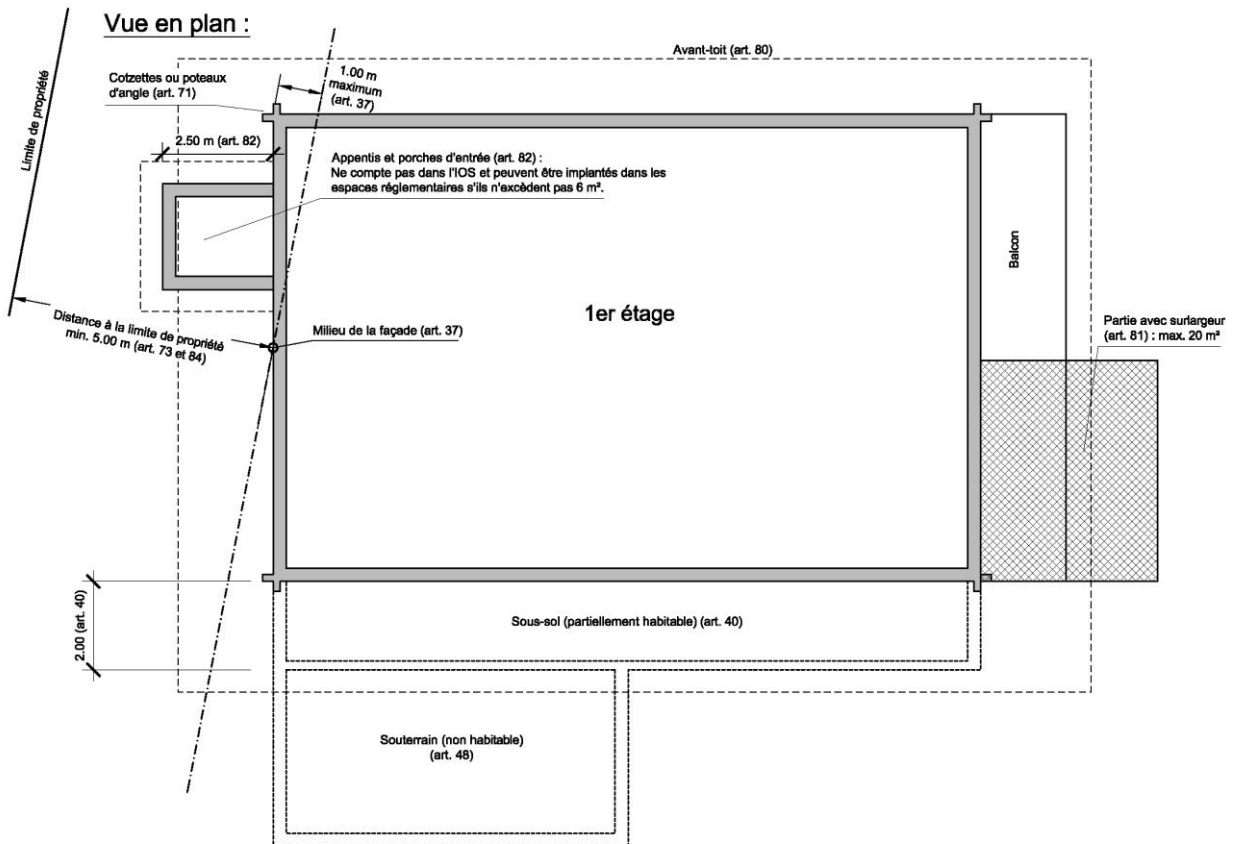 Vue en plan :
Limite de propriété
Avant-toit (art. 80)
Cotzettes ou poteaux
d'angle (art. 71)
1.00 m
maximum
(art. 37)
2.50 m (art. 82)
Appentis et porches d'entrée (art. 82) :
Ne compte pas dans l'IOS et peuvent être implantés dans les
espaces réglementaires s'ils n'excèdent pas 6 m².
Balcon
1er étage
Distance à la limite de propriété
min. 5.00 m (art. 73 et 84)
Milieu de la façade (art. 37)
Partie avec surlargeur
(art. 81) : max. 20 m²
2.00 (art. 40)
Sous-sol (partiellement habitable) (art. 40)
Souterrain (non habitable)
(art. 48)